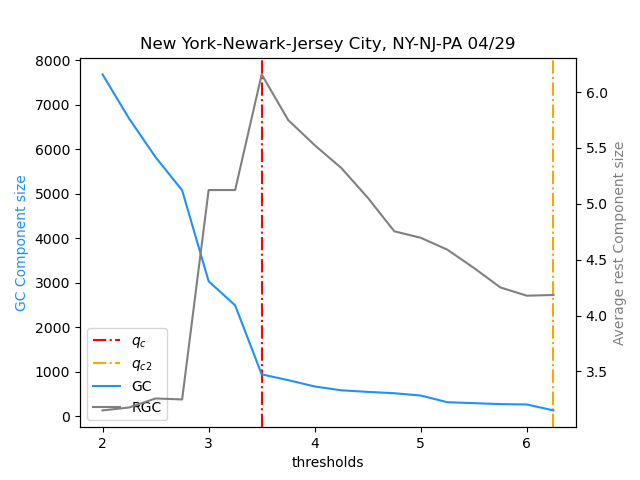 New York-Newark-Jersey City, NY-NJ-PA 04/29
8000
7000
6000
5000
4000
3000
2000
1000
0
GC Component size
6.0
5.5
5.0
4.5
4.0
3.5
Average rest Component size
q_c
q_{c2}
GC
RGC
2 3 4 5 6
thresholds